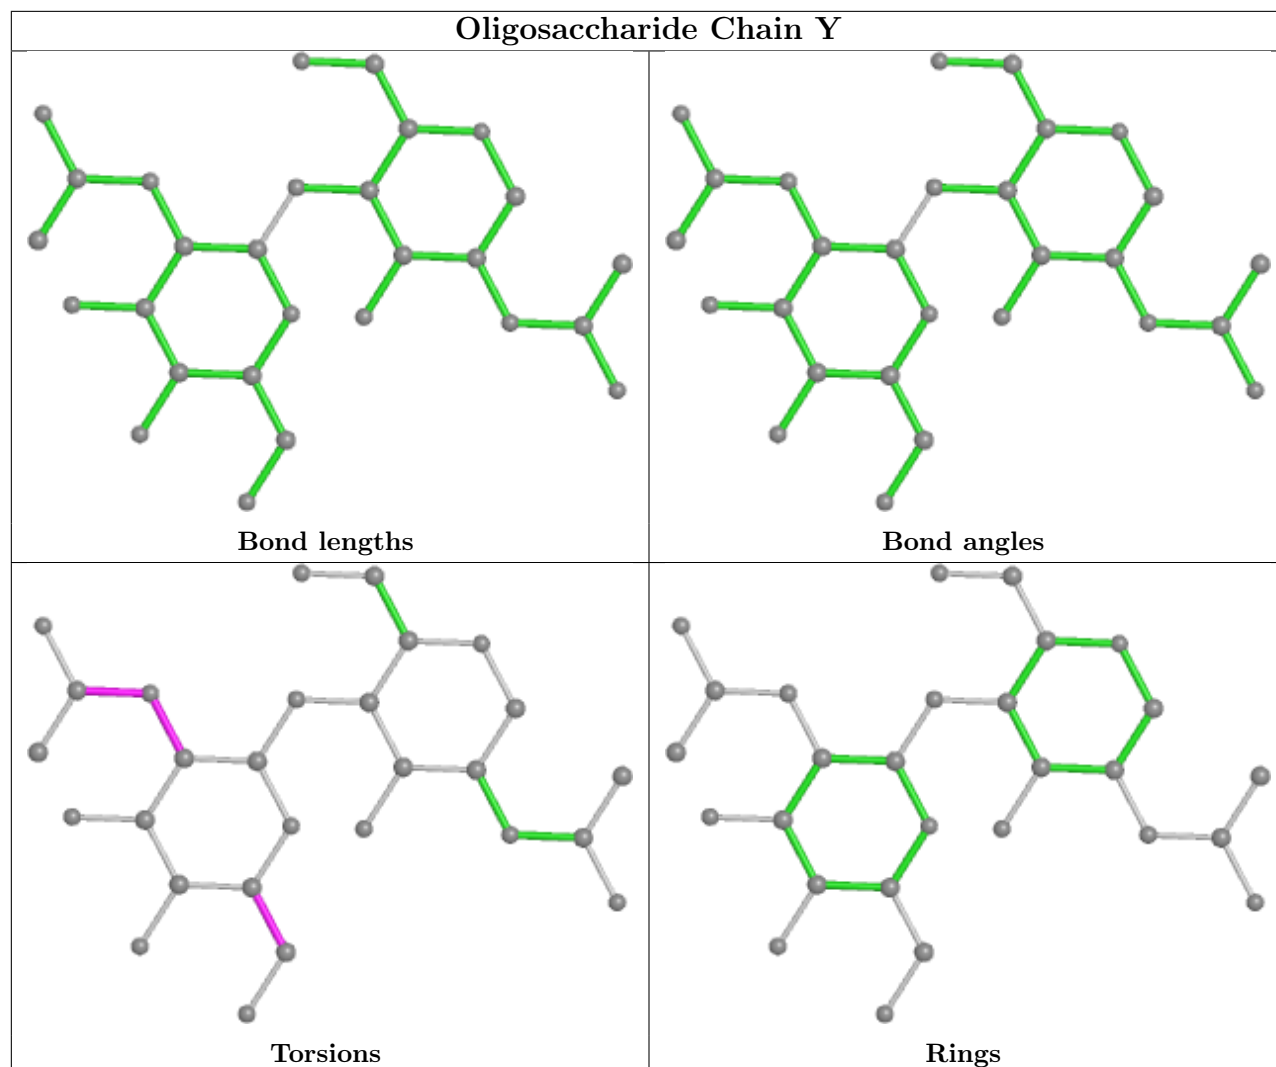 Oligosaccharide Chain Y
Bond lengths
Bond angles
Torsions
Rings